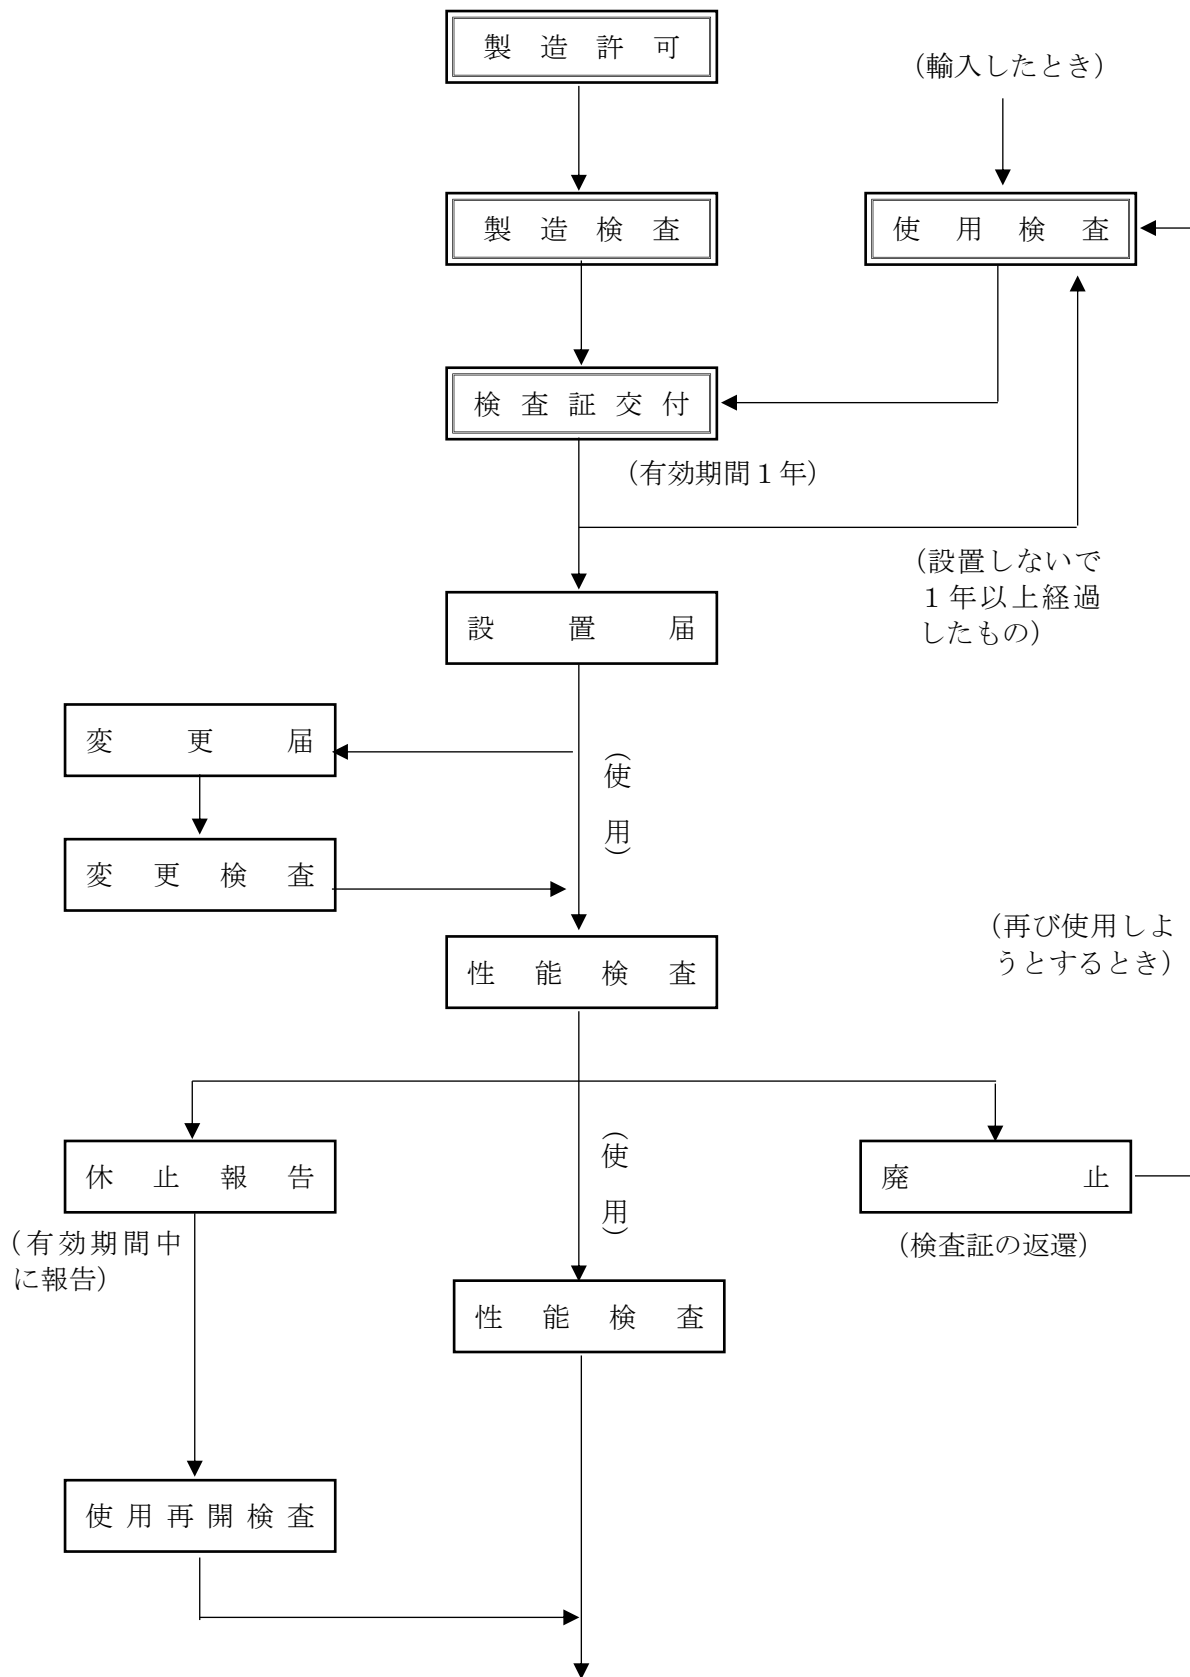 製造許可
（輸入したとき）
製造検査
使用検査
検査証交付
（有効期間１年）
（設置しないで
１年以上経過
したもの）
設置届
変更届
（使用）
変更検査
（再び使用しよ
うとするとき）
性能検査
休止報告
（使用）
廃止
（有効期間中
に報告）
（検査証の返還）
性能検査
使用再開検査